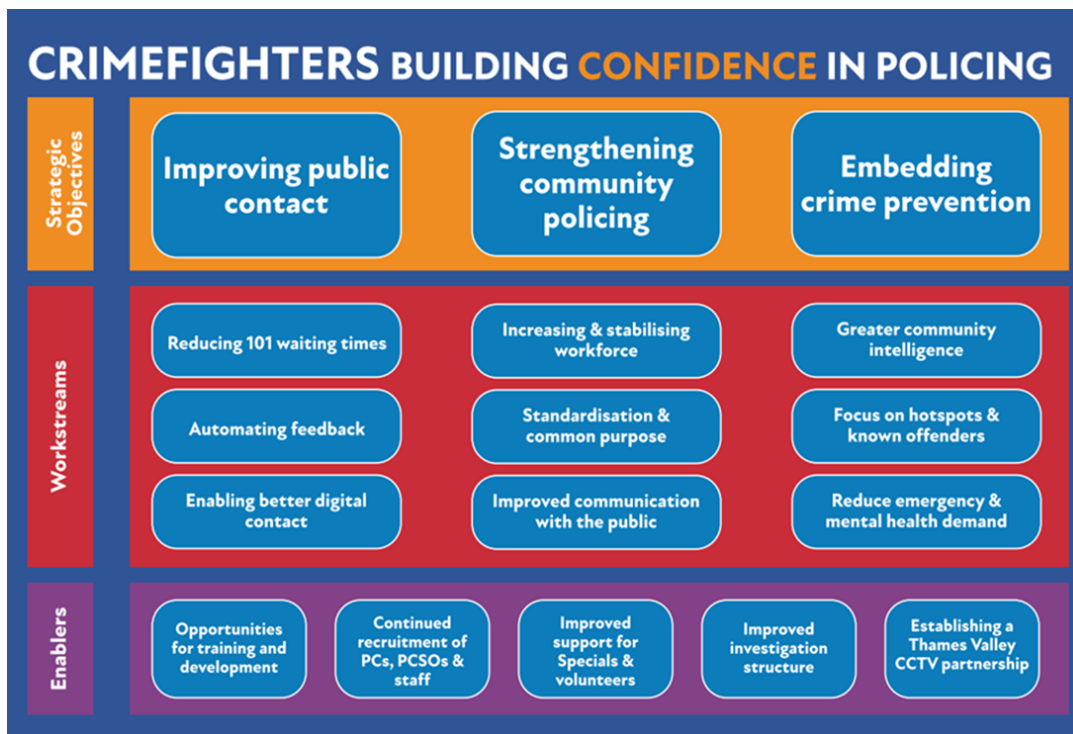 CRIMEFIGHTERS BUILDING CONFIDENCE IN POLICING
Strategic
Objectives
Improving public
contact
Strengthening
community
policing
Embedding
crime prevention
Workstreams
Reducing 101 waiting times
Increasing & stabilising
workforce
Greater community
intelligence
Automating feedback
Standardisation &
common purpose
Focus on hotspots &
known offenders
Enabling better digital
contact
Improved communication
with the public
Reduce emergency &
mental health demand
Enablers
Opportunities
for training and
development
Continued
recruitment of
PCs, PCSOs &
staff
Improved
support for
Specials &
volunteers
Improved
investigation
structure
Establishing a
Thames Valley
CCTV partnership